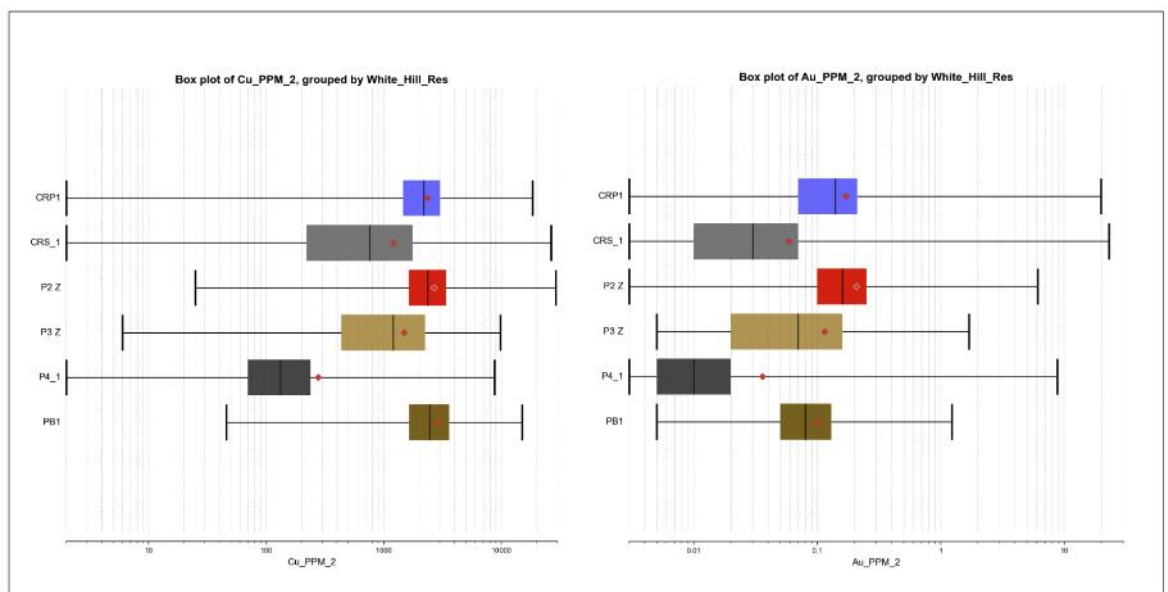 Box plot of Cu_PPM_2, grouped by White_Hill_Res
CRP1
CRS_1
P2 Z
P3 Z
P4_1
PB1
10
100
1000
10000
Cu_PPM_2
Box plot of Au_PPM_2, grouped by White_Hill_Res
CRP1
CRS_1
P2 Z
P3 Z
P4_1
PB1
0.01
0.1
1
10
Au_PPM_2